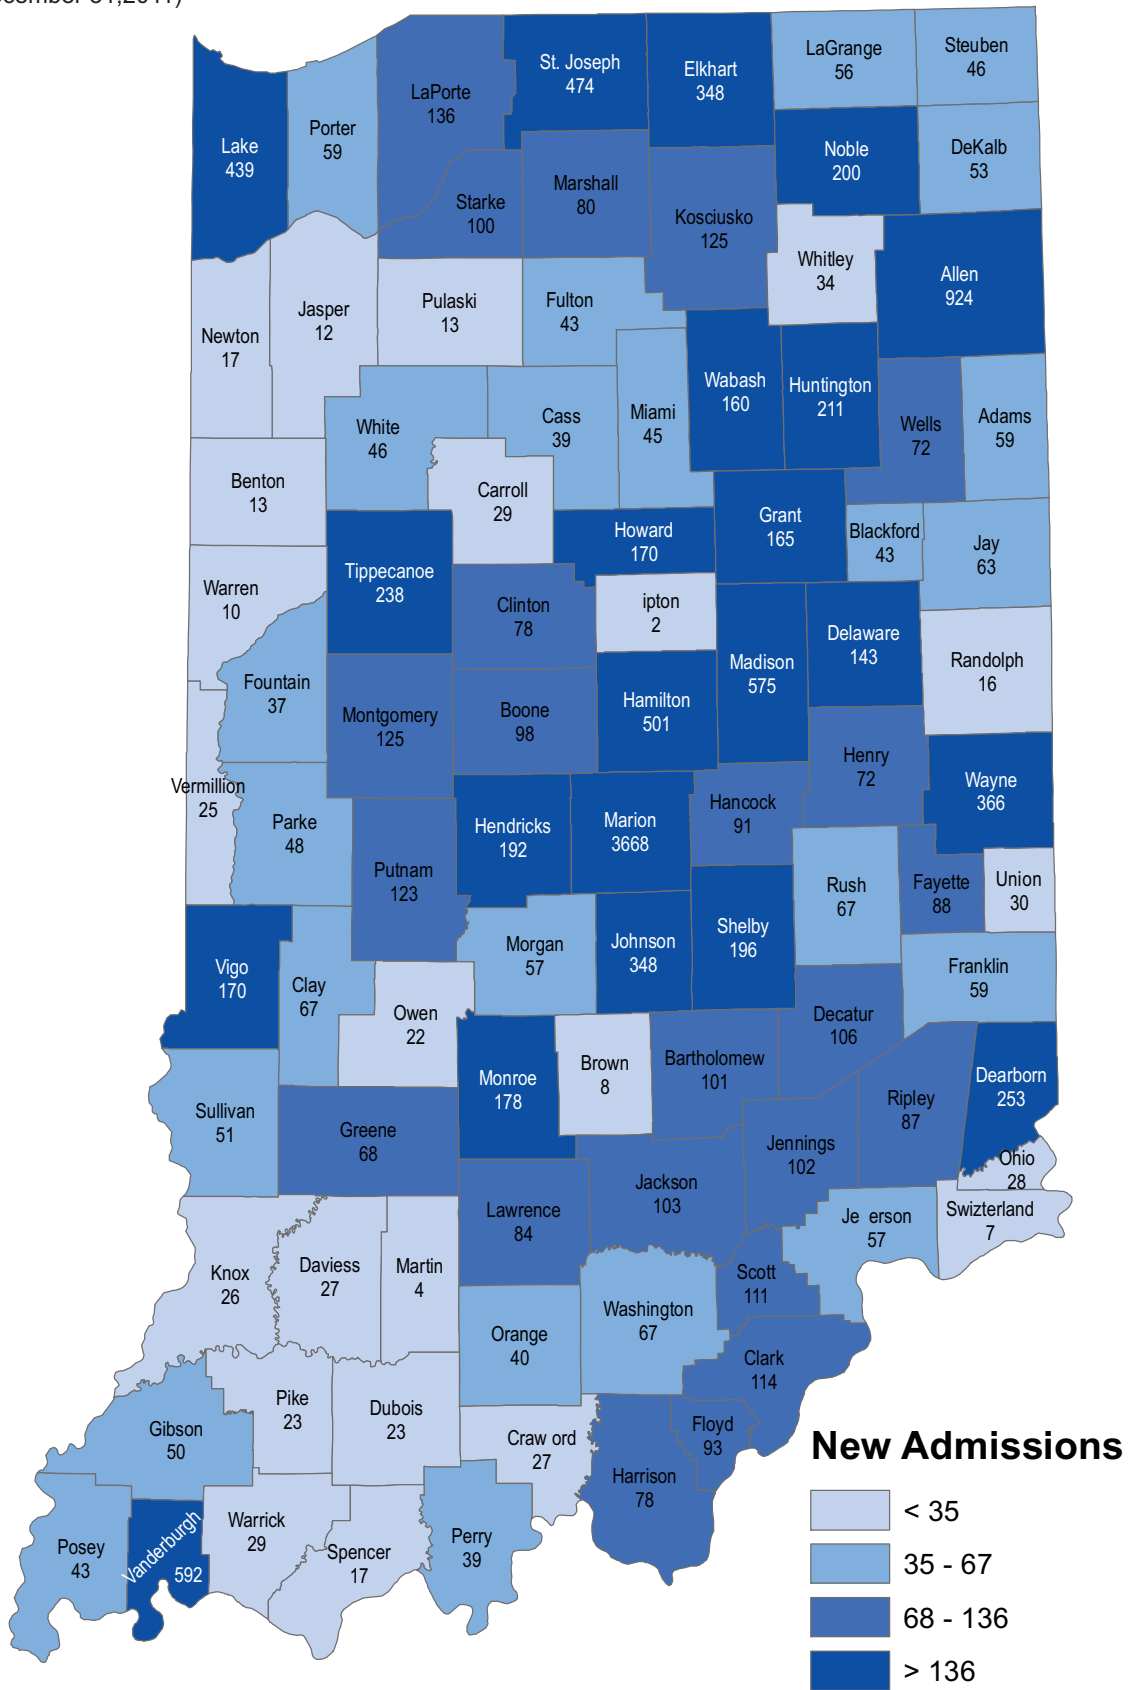 St. Joseph
474
Elkhart
348
LaGrange
56
Steuben
46
LaPorte
136
Porter
59
Lake
439
Noble
200
DeKalb
53
Marshall
80
Starke
100
Kosciusko
125
Whitley
34
Allen
924
Newton
17
Jasper
12
Pulaski
13
Fulton
43
Wabash
160
Huntington
211
Wells
72
Adams
59
White
46
Cass
39
Miami
45
Benton
13
Carroll
29
Howard
170
Grant
165
Blackford
43
Jay
63
Warren
10
Tippecanoe
238
Clinton
78
ipton
2
Madison
575
Delaware
143
Randolph
16
Fountain
37
Montgomery
125
Boone
98
Hamilton
501
Henry
72
Wayne
366
Vermillion
25
Parke
48
Putnam
123
Hendricks
192
Marion
3668
Hancock
91
Rush
67
Fayette
88
Union
30
Vigo
170
Clay
67
Owen
22
Morgan
57
Johnson
348
Shelby
196
Franklin
59
Decatur
106
Sullivan
51
Greene
68
Monroe
178
Brown
8
Bartholomew
101
Ripley
87
Dearborn
253
Jennings
102
Ohio
28
Swizterland
7
Je erson
57
Lawrence
84
Jackson
103
Knox
26
Daviess
27
Martin
4
Scott
111
Washington
67
Orange
40
Clark
114
Gibson
50
Pike
23
Dubois
23
Craw ord
27
Floyd
93
Harrison
78
Posey
43
Vanderburgh
592
Warrick
29
Spencer
17
Perry
39
New Admissions
< 35
35 - 67
68 - 136
> 136